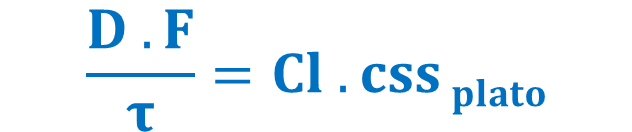 D . F
τ = Cl . css plato